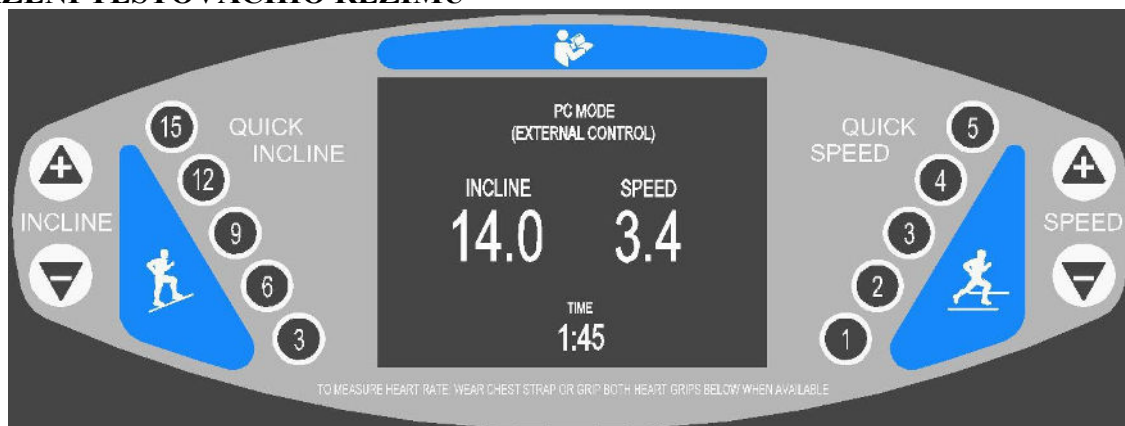 TESTOVACÍHO REŽIMU
PC MODE
(EXTERNAL CONTROL)
QUICK
INCLINE
15
12
9
6
3
INCLINE
INCLINE
14.0
SPEED
3.4
TIME
1:45
QUICK
SPEED
5
4
3
2
1
SPEED
TO MEASURE HEART RATE, WEAR CHEST STRAP OR GRIP BOTH HEART GRIPS BELOW WHEN AVAILABLE